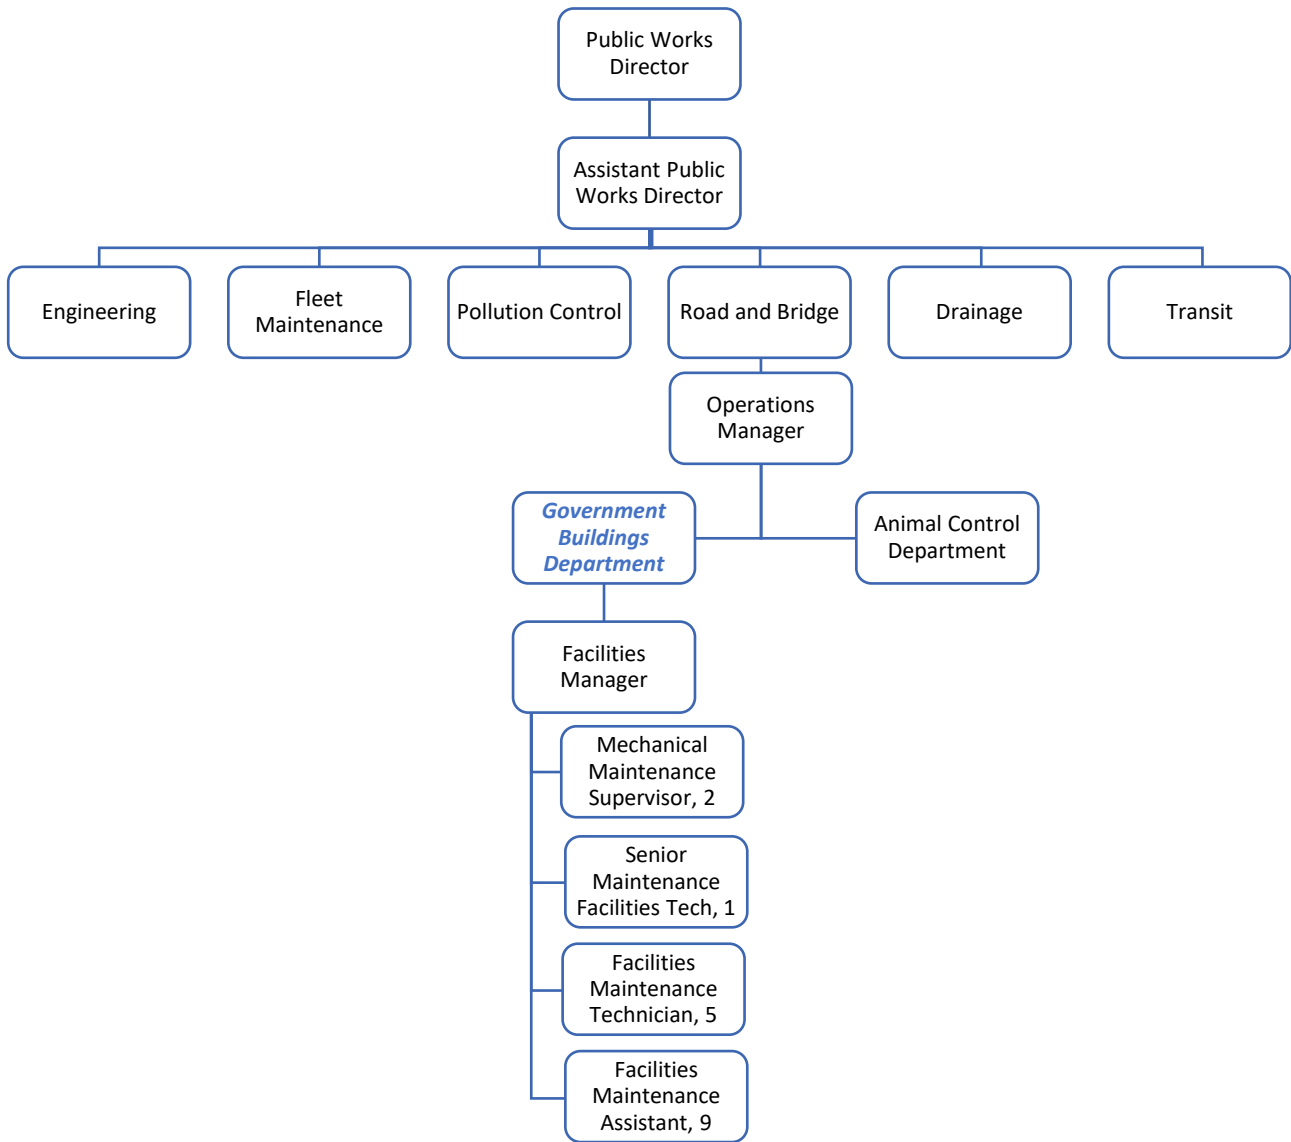 Public Works
Director
Assistant Public
Works Director
Engineering
Fleet
Maintenance
Pollution Control
Road and Bridge
Drainage
Transit
Operations
Manager
Government
Buildings
Department
Animal Control
Department
Facilities
Manager
Mechanical
Maintenance
Supervisor, 2
Senior
Maintenance
Facilities Tech, 1
Facilities
Maintenance
Technician, 5
Facilities
Maintenance
Assistant, 9